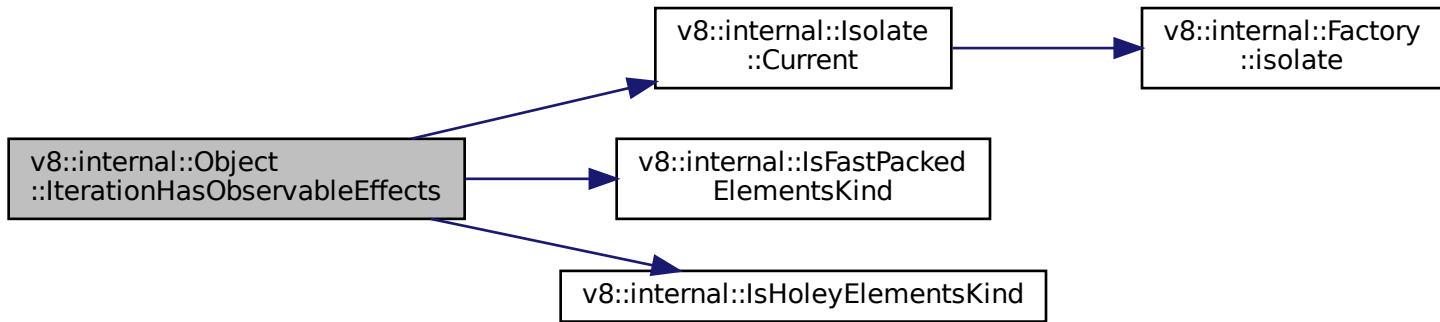 v8::internal::Object
::IterationHasObservableEffects
v8::internal::Isolate
::Current
v8::internal::Factory
::isolate
v8::internal::IsFastPacked
ElementsKind
v8::internal::IsHoleyElementsKind